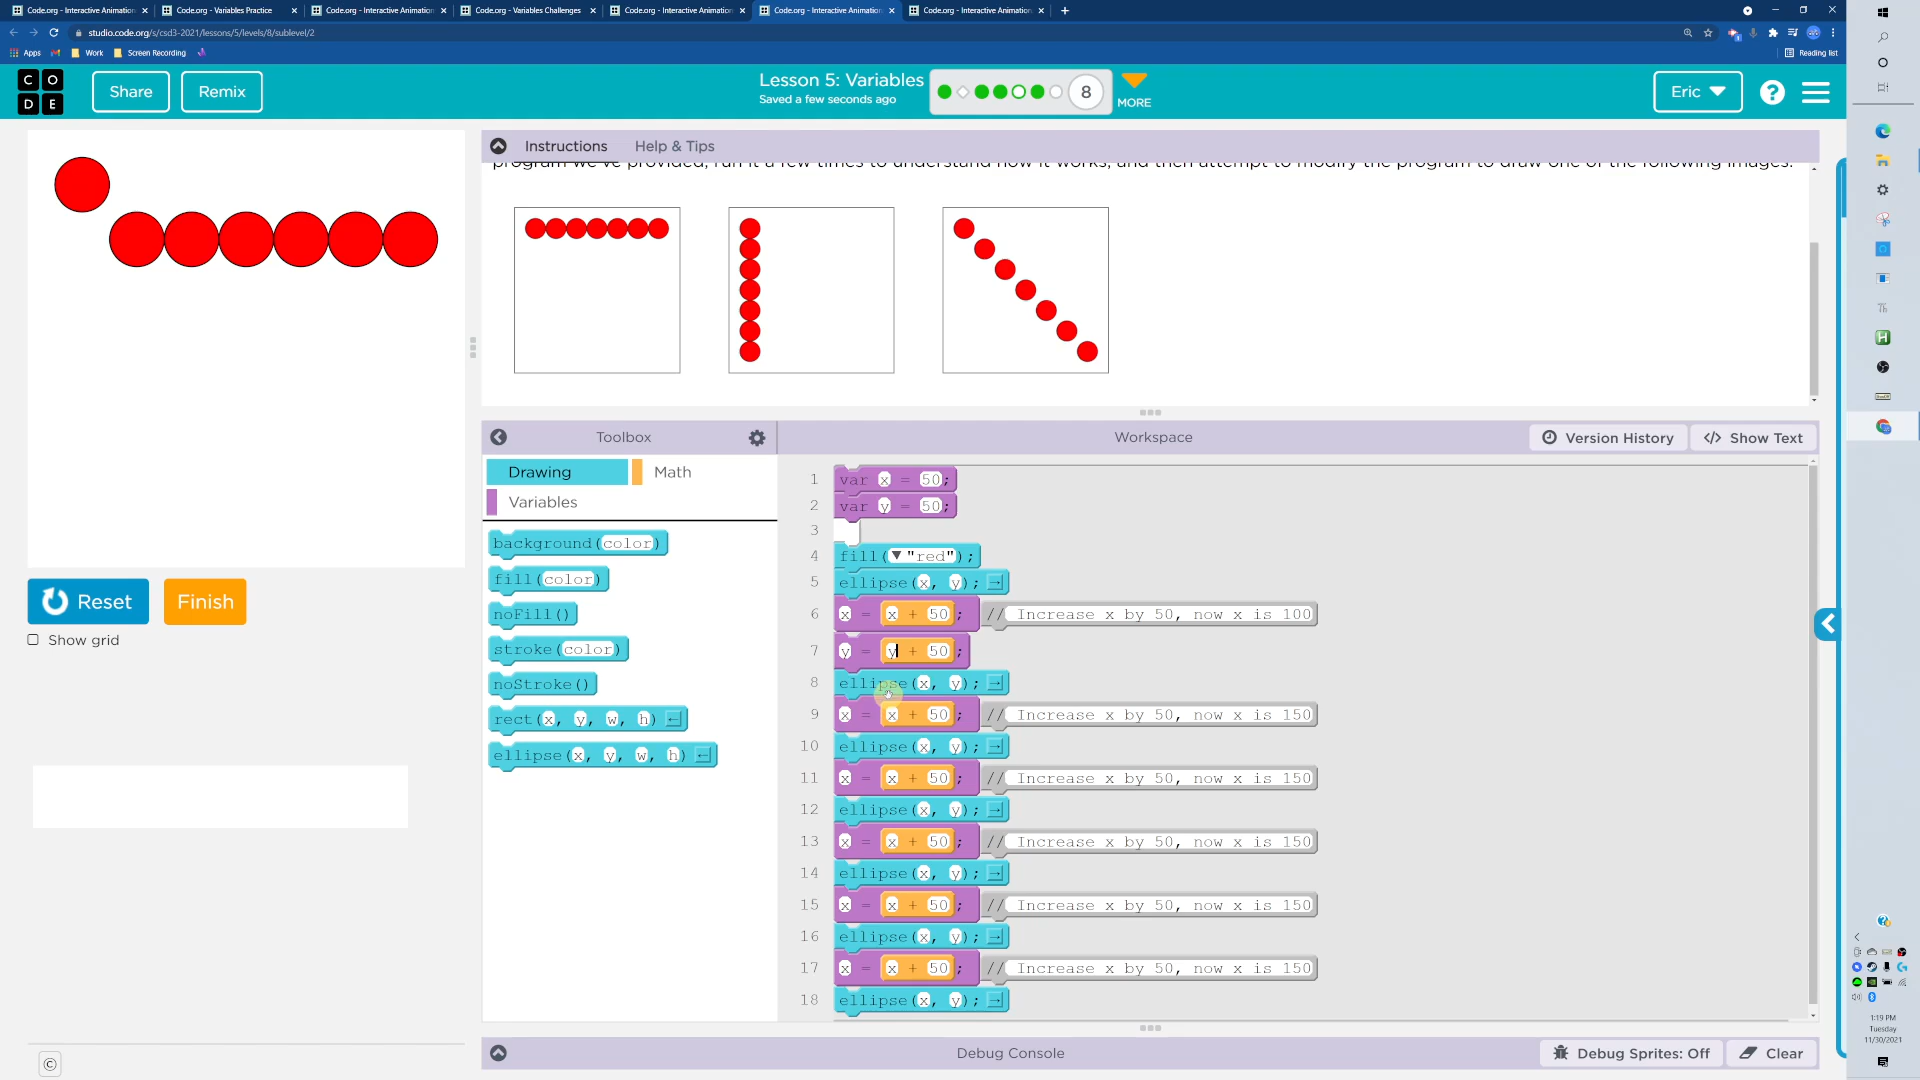 Code.org - Interactive Animation
Code.org - Variables Practice
Code.org - Interactive Animation
Code.org - Variables Challenges
Code.org - Interactive Animation
Code.org - Interactive Animation
Code.org - Interactive Animation
studio.code.org/s/csd3-2021/lessons/5/levels/8/sublevel/2
Apps
Work
Screen Recording
Reading list
C O
D E
Share
Remix
Lesson 5: Variables
Saved a few seconds ago
8
MORE
Eric
?
Instructions
Help & Tips
program we've provided, run it a few times to understand how it works, and then attempt to modify the program to draw one of the following images.
Reset
Finish
Show grid
Toolbox
Drawing
Math
Variables
background(color)
fill(color)
noFill()
stroke(color)
noStroke()
rect(x, y, w, h)
ellipse(x, y, w, h)
Workspace
Version History
</> Show Text
1 var x = 50;
2 var y = 50;
3
4 fill("red");
5 ellipse(x, y);
6 x = x + 50; // Increase x by 50, now x is 100
7 y = y + 50;
8 ellipse(x, y);
9 x = x + 50; // Increase x by 50, now x is 150
10 ellipse(x, y);
11 x = x + 50; // Increase x by 50, now x is 150
12 ellipse(x, y);
13 x = x + 50; // Increase x by 50, now x is 150
14 ellipse(x, y);
15 x = x + 50; // Increase x by 50, now x is 150
16 ellipse(x, y);
17 x = x + 50; // Increase x by 50, now x is 150
18 ellipse(x, y);
Debug Console
Debug Sprites: Off
Clear
©
1:19 PM
Tuesday
11/30/2021